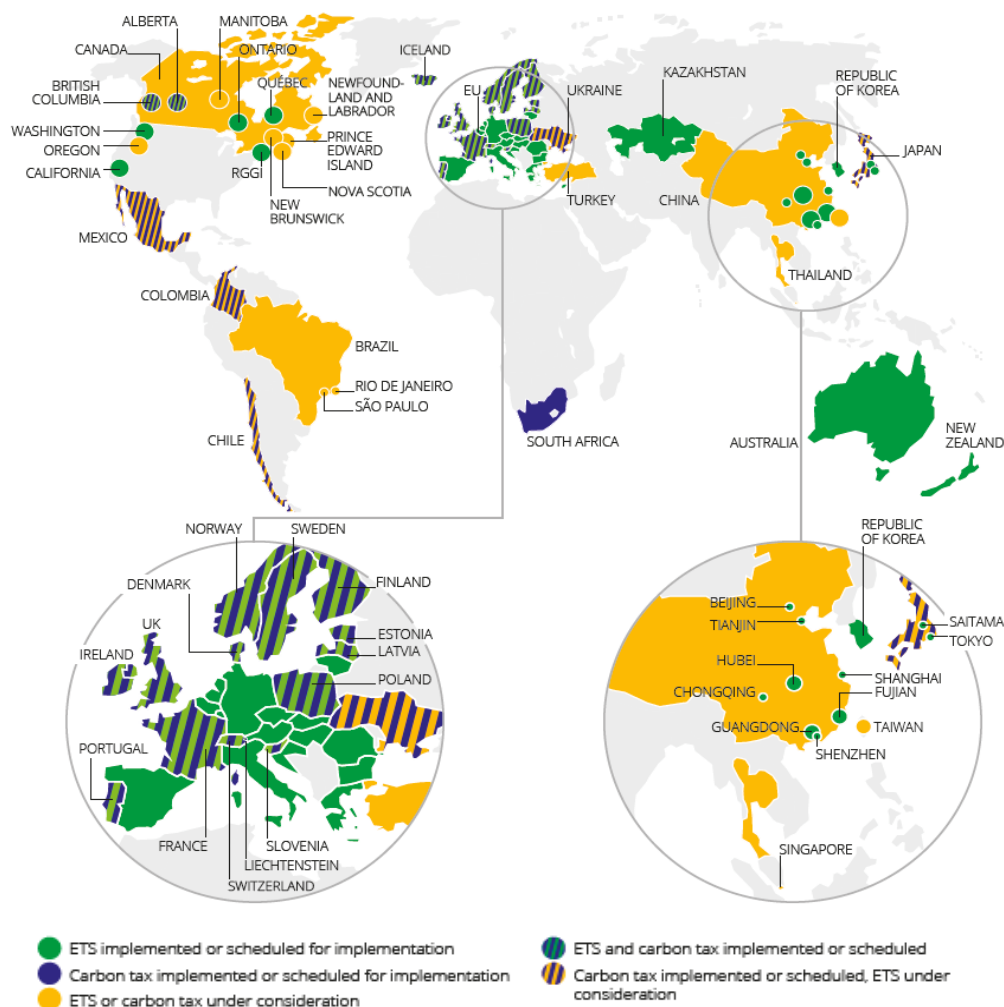 ALBERTA
MANITOBA
CANADA
ONTARIO
ICELAND
BRITISH
COLUMBIA
QUÉBEC
NEWFOUND-
LAND AND
LABRADOR
EU
UKRAINE
KAZAKHSTAN
REPUBLIC
OF KOREA
WASHINGTON
OREGON
CALIFORNIA
RGGI
PRINCE
EDWARD
ISLAND
NOVA SCOTIA
NEW
BRUNSWICK
JAPAN
TURKEY
CHINA
MEXICO
THAILAND
COLOMBIA
BRAZIL
RIO DE JANEIRO
SÃO PAULO
CHILE
SOUTH AFRICA
AUSTRALIA
NEW
ZEALAND
NORWAY
SWEDEN
DENMARK
FINLAND
UK
ESTONIA
LATVIA
IRELAND
POLAND
PORTUGAL
FRANCE
SLOVENIA
LIECHTENSTEIN
SWITZERLAND
REPUBLIC
OF KOREA
BEIJING
TIANJIN
SAITAMA
TOKYO
HUBEI
SHANGHAI
CHONGQING
FUJIAN
GUANGDONG
TAIWAN
SHENZHEN
SINGAPORE
ETS implemented or scheduled for implementation
Carbon tax implemented or scheduled for implementation
ETS or carbon tax under consideration
ETS and carbon tax implemented or scheduled
Carbon tax implemented or scheduled, ETS under
consideration